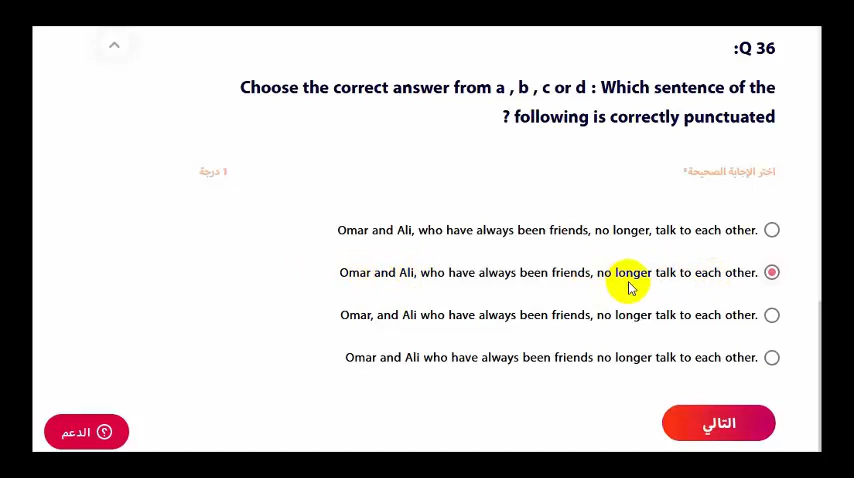 :Q 36
Choose the correct answer from a , b , c or d : Which sentence of the
? following is correctly punctuated
اختر الإجابة الصحيحة*
1 درجة
Omar and Ali, who have always been friends, no longer, talk to each other.
Omar and Ali, who have always been friends, no longer talk to each other.
Omar, and Ali who have always been friends, no longer talk to each other.
Omar and Ali who have always been friends no longer talk to each other.
التالي
الدعم